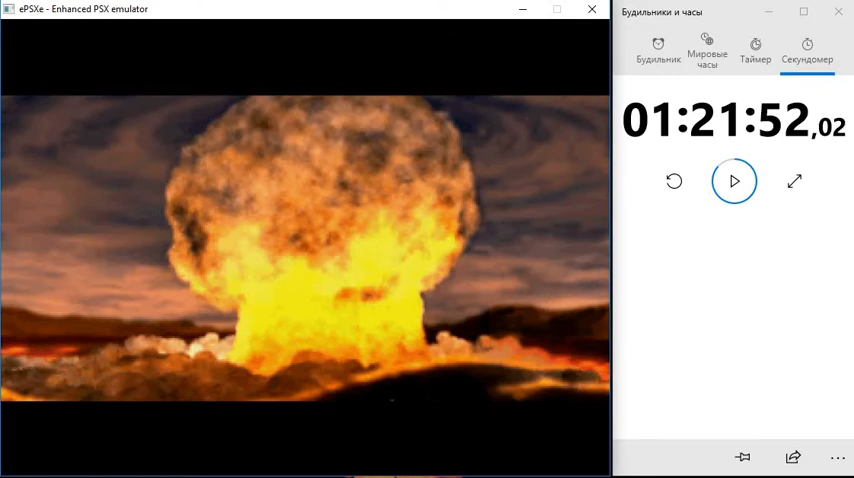 ePSXe - Enhanced PSX emulator
Будильники и часы
Будильник
Мировые
часы
Таймер
Секундомер
01:21:52,02